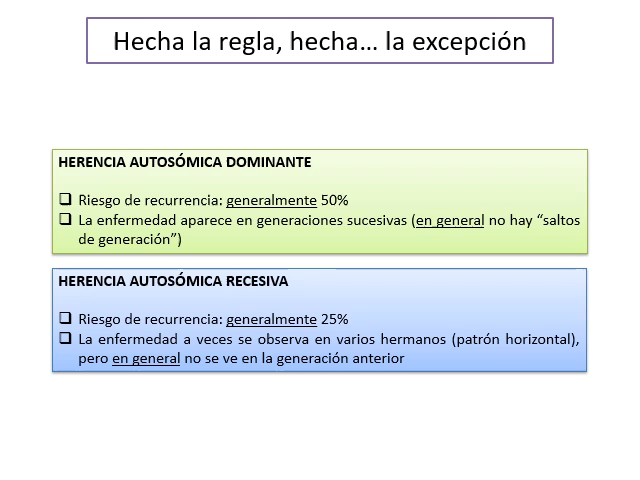 Hecha la regla, hecha… la excepción
HERENCIA AUTOSÓMICA DOMINANTE
❑ Riesgo de recurrencia: generalmente 50%
❑ La enfermedad aparece en generaciones sucesivas (en general no hay “saltos
de generación”)
HERENCIA AUTOSÓMICA RECESIVA
❑ Riesgo de recurrencia: generalmente 25%
❑ La enfermedad a veces se observa en varios hermanos (patrón horizontal),
pero en general no se ve en la generación anterior